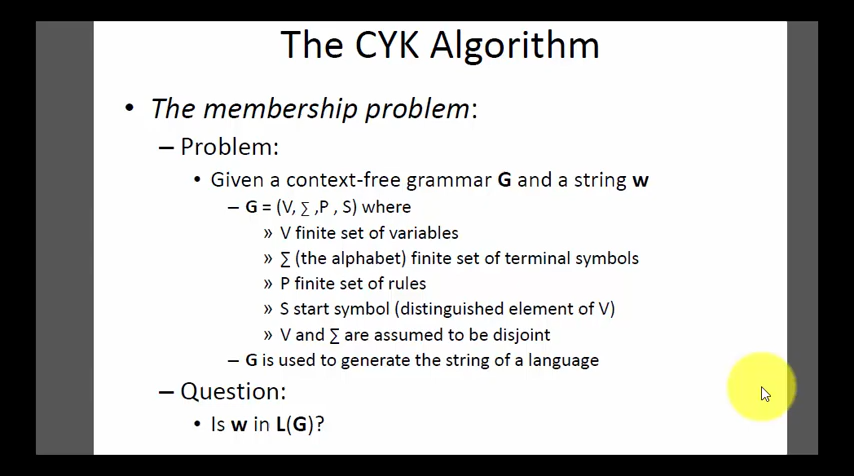 The CYK Algorithm
• The membership problem:
– Problem:
• Given a context-free grammar G and a string w
– G = (V, ∑ ,P , S) where
» V finite set of variables
» ∑ (the alphabet) finite set of terminal symbols
» P finite set of rules
» S start symbol (distinguished element of V)
» V and ∑ are assumed to be disjoint
– G is used to generate the string of a language
– Question:
• Is w in L(G)?